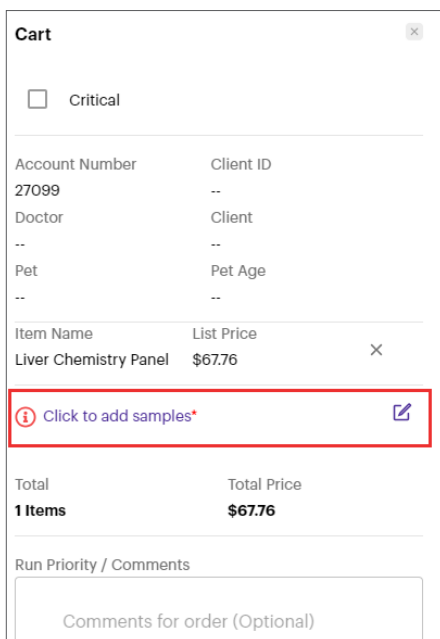 Cart
Critical
Account Number Client ID
27099 --
Doctor Client
-- --
Pet Pet Age
-- --
Item Name List Price
Liver Chemistry Panel $67.76
Click to add samples*
Total Total Price
1 Items $67.76
Run Priority / Comments
Comments for order (Optional)